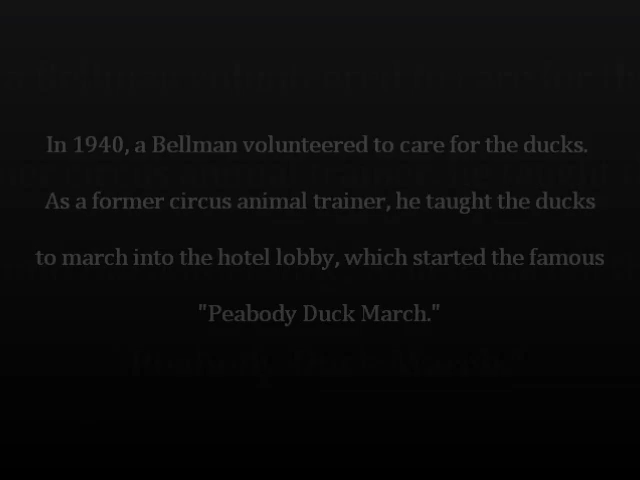 In 1940, a Bellman volunteered to care for the ducks.
As a former circus animal trainer, he taught the ducks
to march into the hotel lobby, which started the famous
"Peabody Duck March."